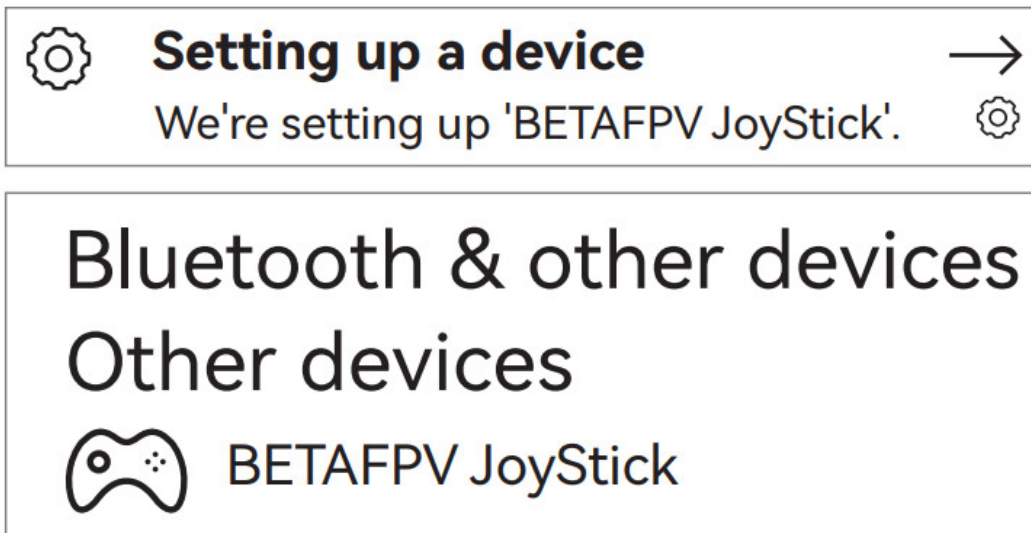 Setting up a device
We're setting up 'BETAFPV JoyStick'.
Bluetooth & other devices
Other devices
BETAFPV JoyStick